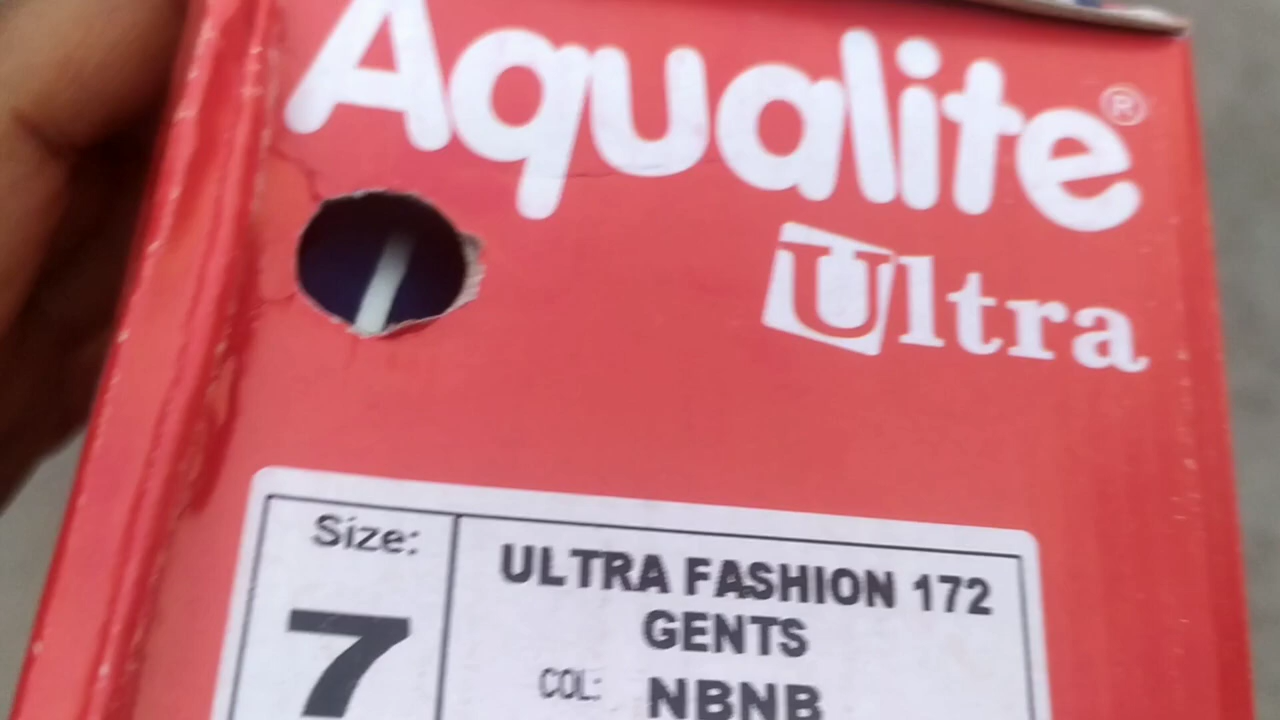 Aqualite®
Ultra
Size:
7
ULTRA FASHION 172
GENTS
COL: NBNB